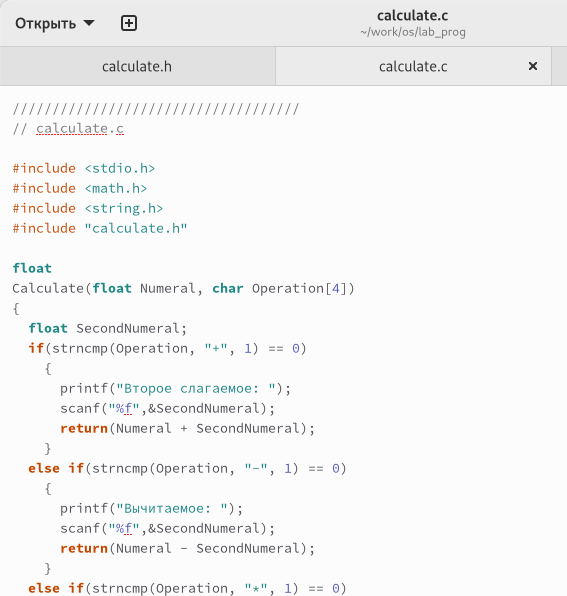 Открыть
calculate.c
~/work/os/lab_prog
calculate.h
calculate.c
////////////////////////////////////
// calculate.c
#include <stdio.h>
#include <math.h>
#include <string.h>
#include "calculate.h"
float
Calculate(float Numeral, char Operation[4])
{
float SecondNumeral;
if(strncmp(Operation, "+", 1) == 0)
{
printf("Второе слагаемое: ");
scanf("%f",&SecondNumeral);
return(Numeral + SecondNumeral);
}
else if(strncmp(Operation, "-", 1) == 0)
{
printf("Вычитаемое: ");
scanf("%f",&SecondNumeral);
return(Numeral - SecondNumeral);
}
else if(strncmp(Operation, "*", 1) == 0)